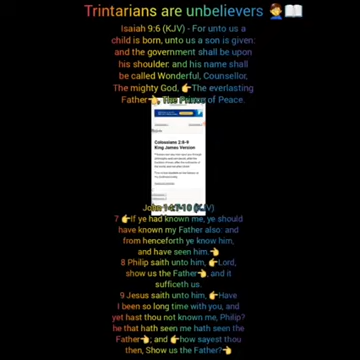 Trintarians are unbelievers 🤦📖
Isaiah 9:6 (KJV) - For unto us a
child is born, unto us a son is given:
and the government shall be upon
his shoulder: and his name shall
be called Wonderful, Counsellor,
The mighty God, 👉The everlasting
Father👈, The Prince of Peace.
Colossians 2:8-9
King James Version
John 14:7-10 (KJV)
7 👉If ye had known me, ye should
have known my Father also: and
from henceforth ye know him,
and have seen him.👈
8 Philip saith unto him, 👉Lord,
show us the Father👈, and it
sufficeth us.
9 Jesus saith unto him, 👉Have
I been so long time with you, and
yet hast thou not known me, Philip?
he that hath seen me hath seen the
Father👈; and 👉how sayest thou
then, Show us the Father?👈